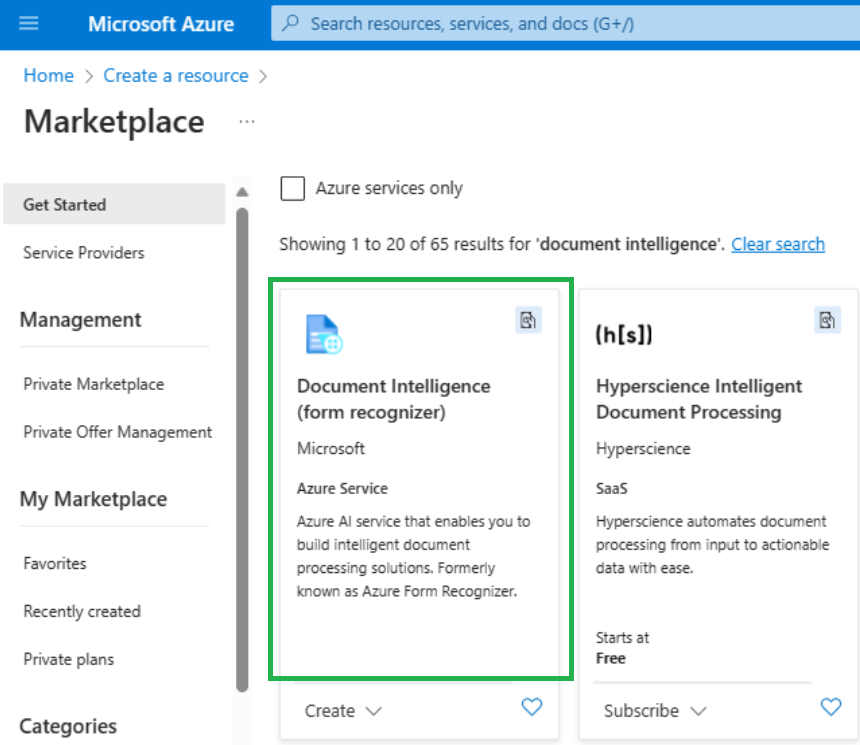 Microsoft Azure
Search resources, services, and docs (G+/)
Home > Create a resource >
Marketplace ...
Get Started
Service Providers
Management
Private Marketplace
Private Offer Management
My Marketplace
Favorites
Recently created
Private plans
Categories
Azure services only
Showing 1 to 20 of 65 results for 'document intelligence'. Clear search
Document Intelligence
(form recognizer)
Microsoft
Azure Service
Azure AI service that enables you to
build intelligent document
processing solutions. Formerly
known as Azure Form Recognizer.
Create
(h[s])
Hyperscience Intelligent
Document Processing
Hyperscience
SaaS
Hyperscience automates document
processing from input to actionable
data with ease.
Starts at
Free
Subscribe